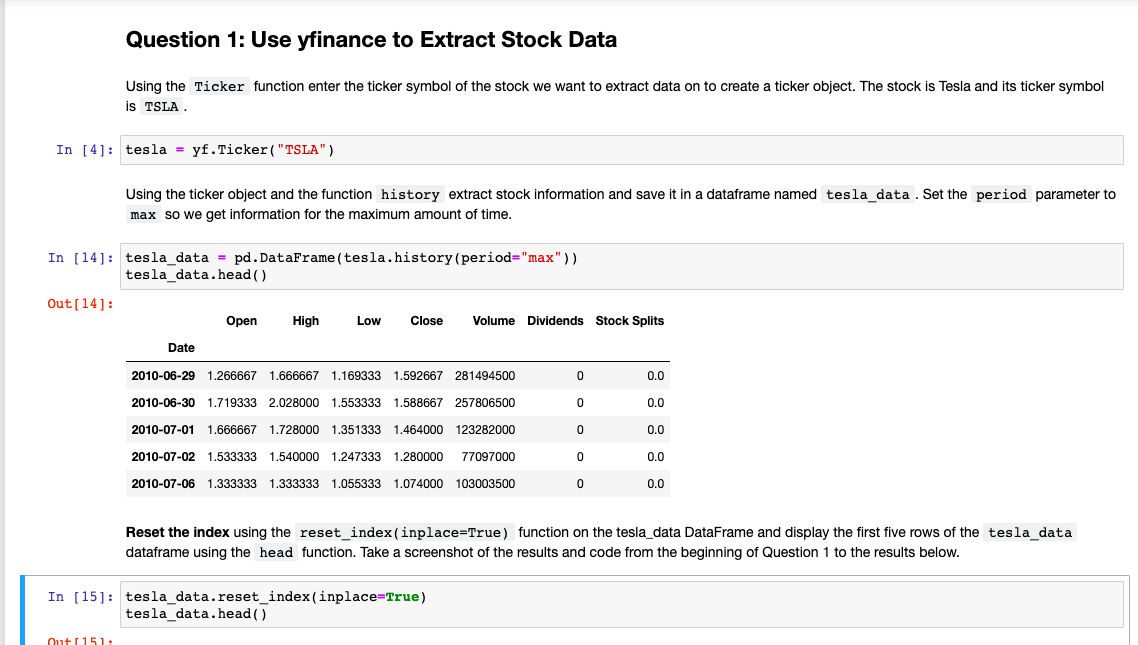 Question 1: Use yfinance to Extract Stock Data
Using the Ticker function enter the ticker symbol of the stock we want to extract data on to create a ticker object. The stock is Tesla and its ticker symbol
is TSLA .
In [4]: tesla = yf.Ticker("TSLA")
Using the ticker object and the function history extract stock information and save it in a dataframe named tesla_data . Set the period parameter to
max so we get information for the maximum amount of time.
In [14]: tesla_data = pd.DataFrame(tesla.history(period="max"))
tesla_data.head()
Out[14]:
Open High Low Close Volume Dividends Stock Splits
Date
2010-06-29 1.266667 1.666667 1.169333 1.592667 281494500 0 0.0
2010-06-30 1.719333 2.028000 1.553333 1.588667 257806500 0 0.0
2010-07-01 1.666667 1.728000 1.351333 1.464000 123282000 0 0.0
2010-07-02 1.533333 1.540000 1.247333 1.280000 77097000 0 0.0
2010-07-06 1.333333 1.333333 1.055333 1.074000 103003500 0 0.0
Reset the index using the reset_index(inplace=True) function on the tesla_data DataFrame and display the first five rows of the tesla_data
dataframe using the head function. Take a screenshot of the results and code from the beginning of Question 1 to the results below.
In [15]: tesla_data.reset_index(inplace=True)
tesla_data.head()
Out[15]: